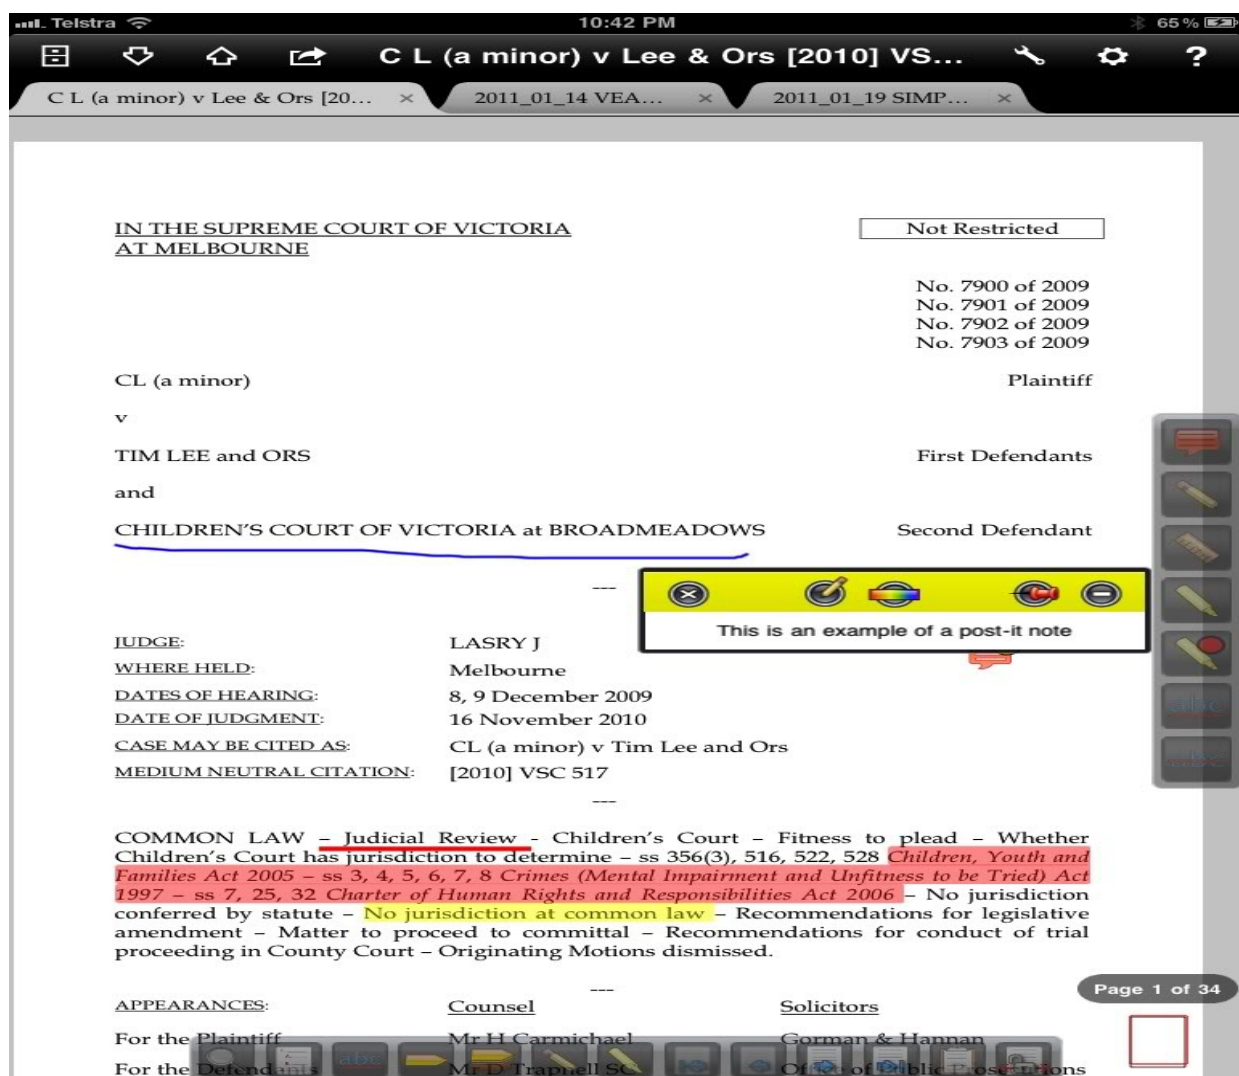 Telstra 10:42 PM 65%
C L (a minor) v Lee & Ors [2010] VS... ?
C L (a minor) v Lee & Ors [20... × 2011_01_14 VEA... × 2011_01_19 SIMP... ×
IN THE SUPREME COURT OF VICTORIA Not Restricted
AT MELBOURNE
No. 7900 of 2009
No. 7901 of 2009
No. 7902 of 2009
No. 7903 of 2009
CL (a minor) Plaintiff
v
TIM LEE and ORS First Defendants
and
CHILDREN'S COURT OF VICTORIA at BROADMEADOWS Second Defendant
---
This is an example of a post-it note
JUDGE: LASRY J
WHERE HELD: Melbourne
DATES OF HEARING: 8, 9 December 2009
DATE OF JUDGMENT: 16 November 2010
CASE MAY BE CITED AS: CL (a minor) v Tim Lee and Ors
MEDIUM NEUTRAL CITATION: [2010] VSC 517
---
abc
abc
COMMON LAW – Judicial Review - Children's Court – Fitness to plead – Whether
Children's Court has jurisdiction to determine – ss 356(3), 516, 522, 528 Children, Youth and
Families Act 2005 – ss 3, 4, 5, 6, 7, 8 Crimes (Mental Impairment and Unfitness to be Tried) Act
1997 – ss 7, 25, 32 Charter of Human Rights and Responsibilities Act 2006 – No jurisdiction
conferred by statute – No jurisdiction at common law – Recommendations for legislative
amendment – Matter to proceed to committal – Recommendations for conduct of trial
proceeding in County Court – Originating Motions dismissed.
---
Page 1 of 34
APPEARANCES: Counsel Solicitors
For the Plaintiff Mr H Carmichael Gorman & Hannan
For the Defendants abc Mr D Trapnell SC Office of Public Prosecutions